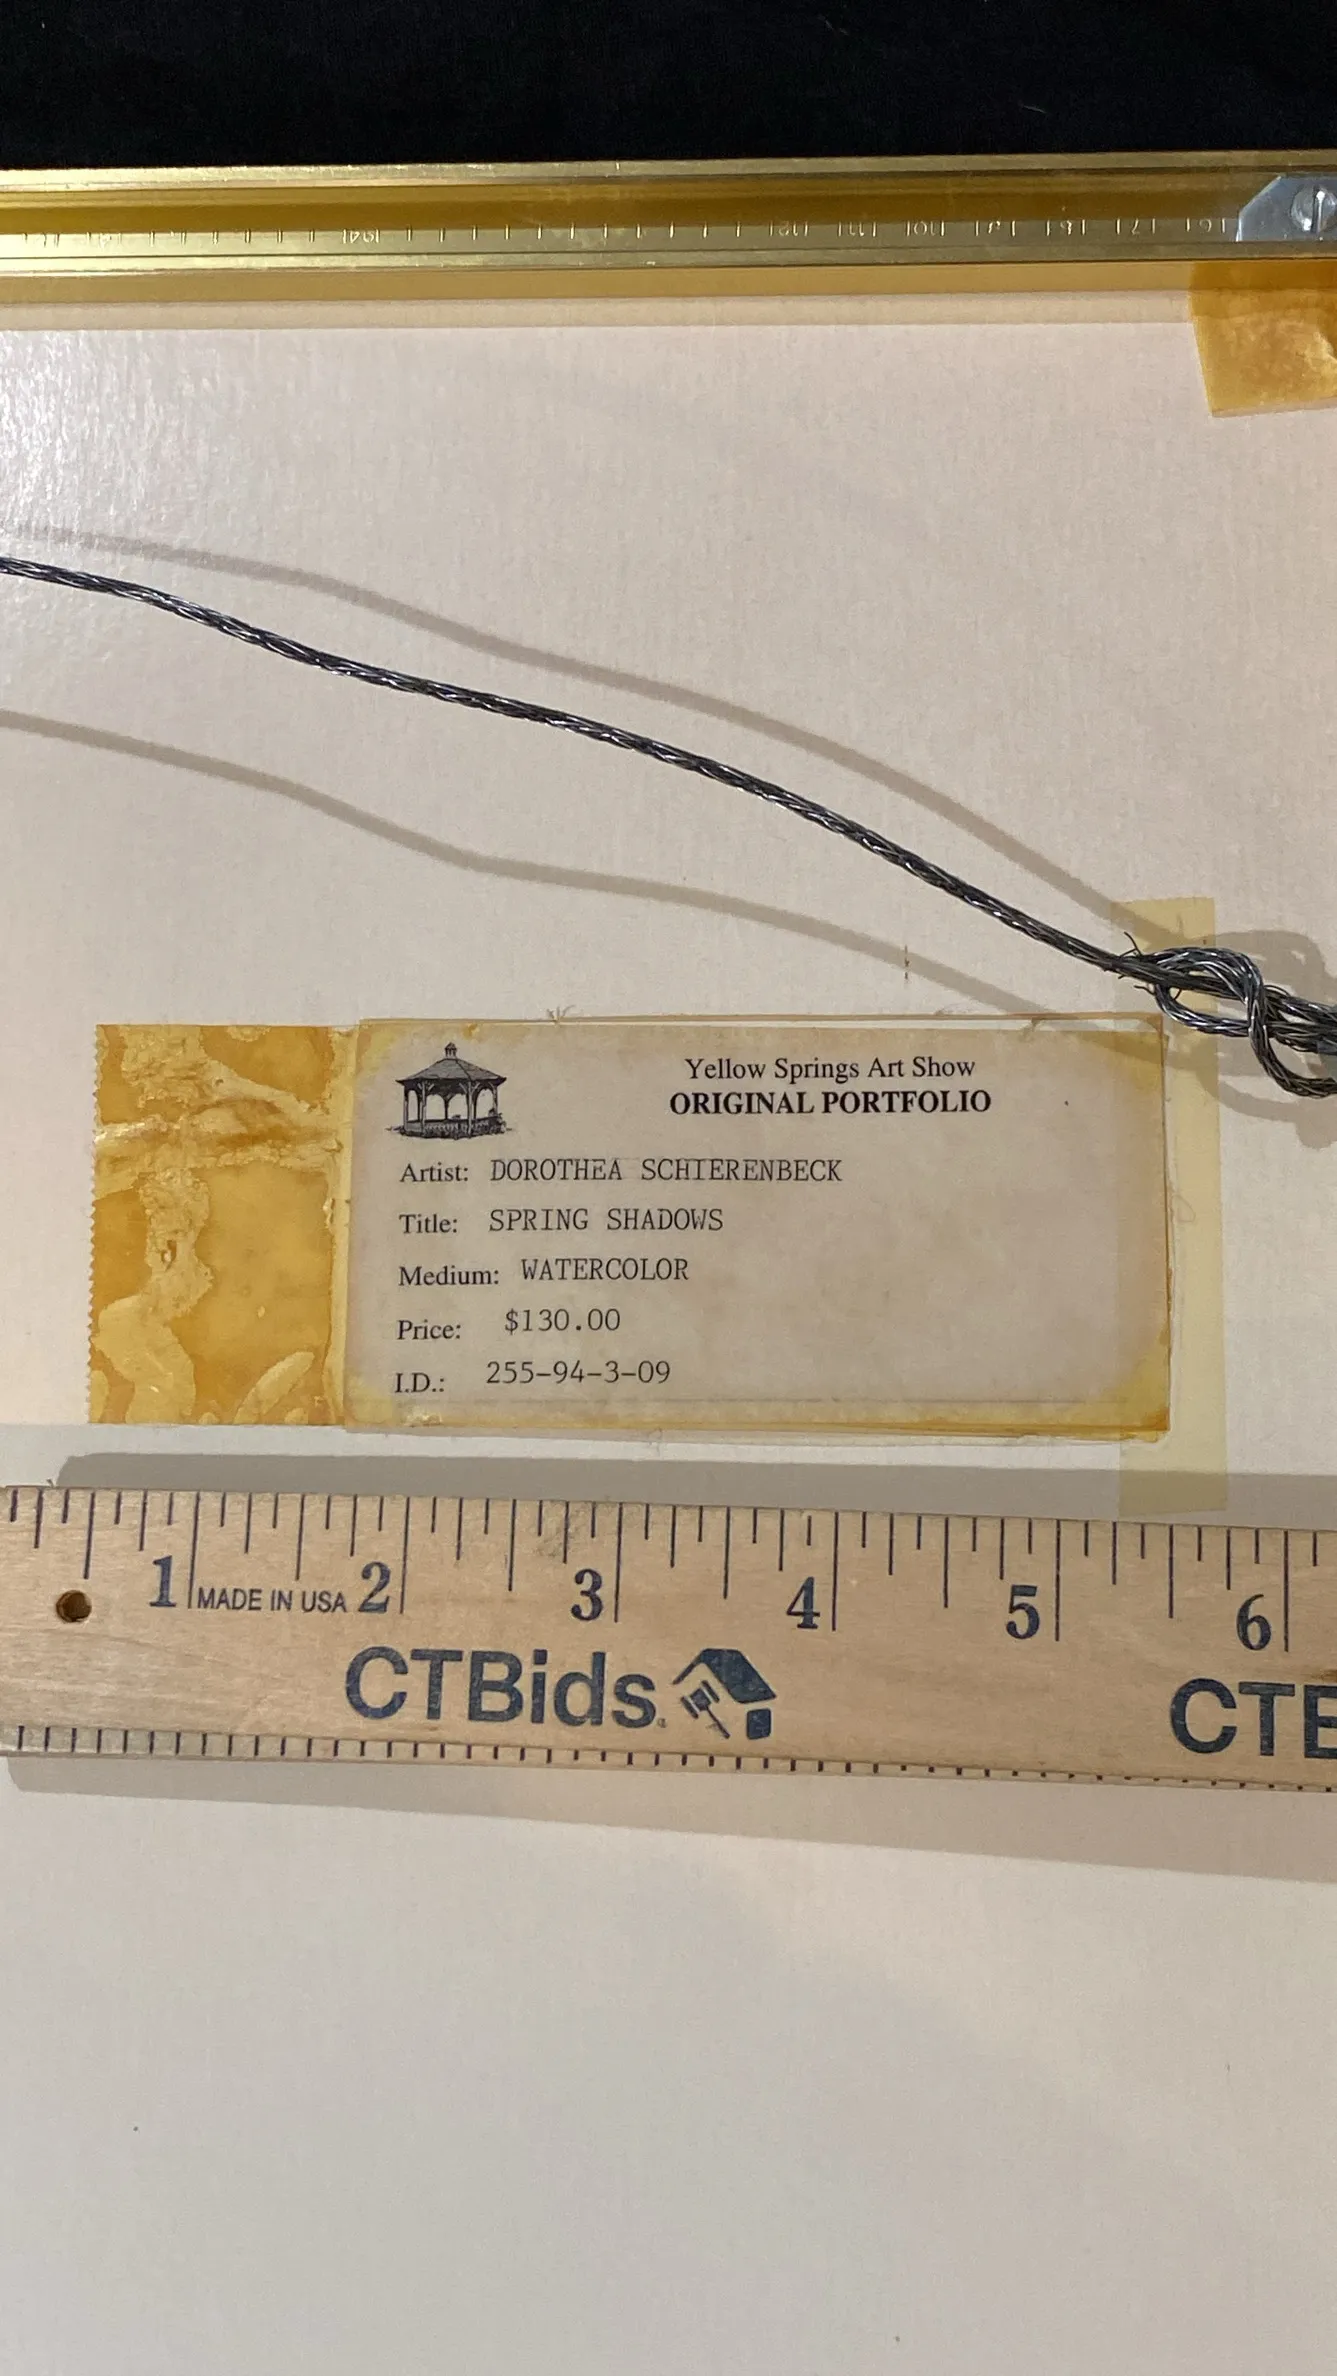 Yellow Springs Art Show
ORIGINAL PORTFOLIO
Artist: DOROTHEA SCHIERENBECK
Title: SPRING SHADOWS
Medium: WATERCOLOR
Price: $130.00
I.D.: 255-94-3-09
1 MADE IN USA 2 3 4 5 6
CTBids. CTB